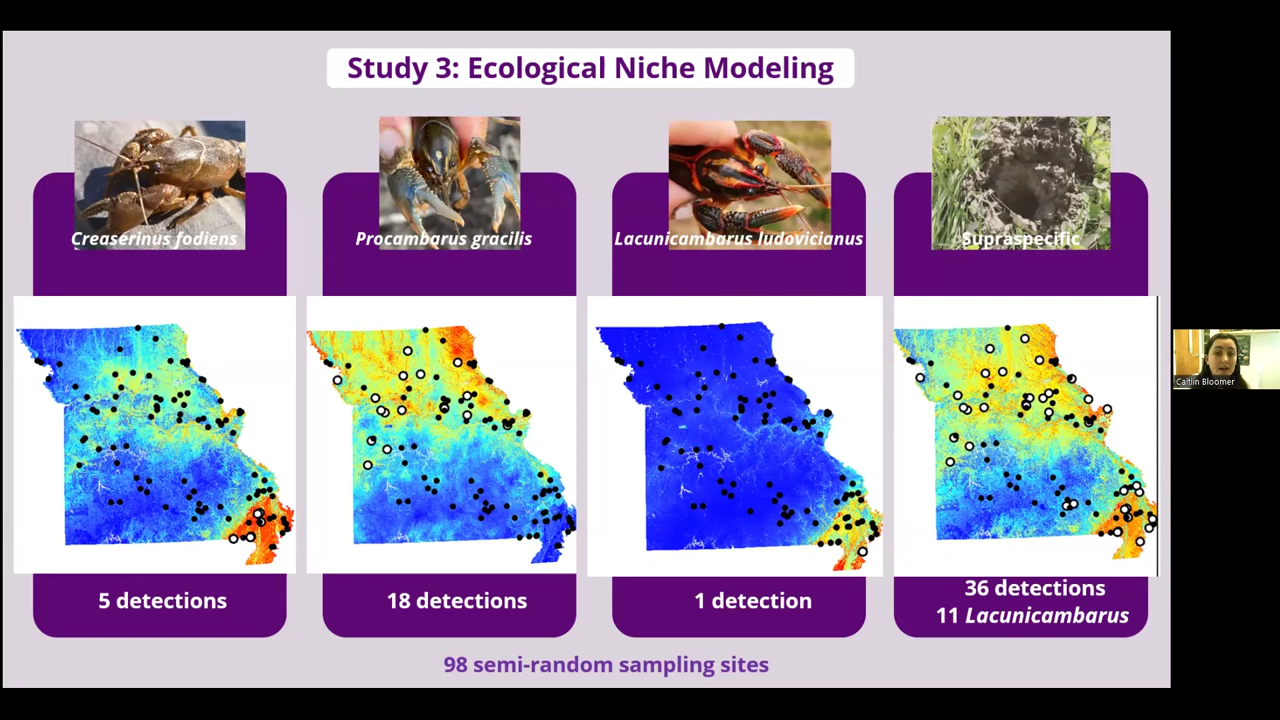 Study 3: Ecological Niche Modeling
Creaserinus fodiens
Procambarus gracilis
Lacunicambarus ludovicianus
Supraspecific
5 detections
18 detections
1 detection
36 detections
11 Lacunicambarus
98 semi-random sampling sites
Caitlin Bloomer